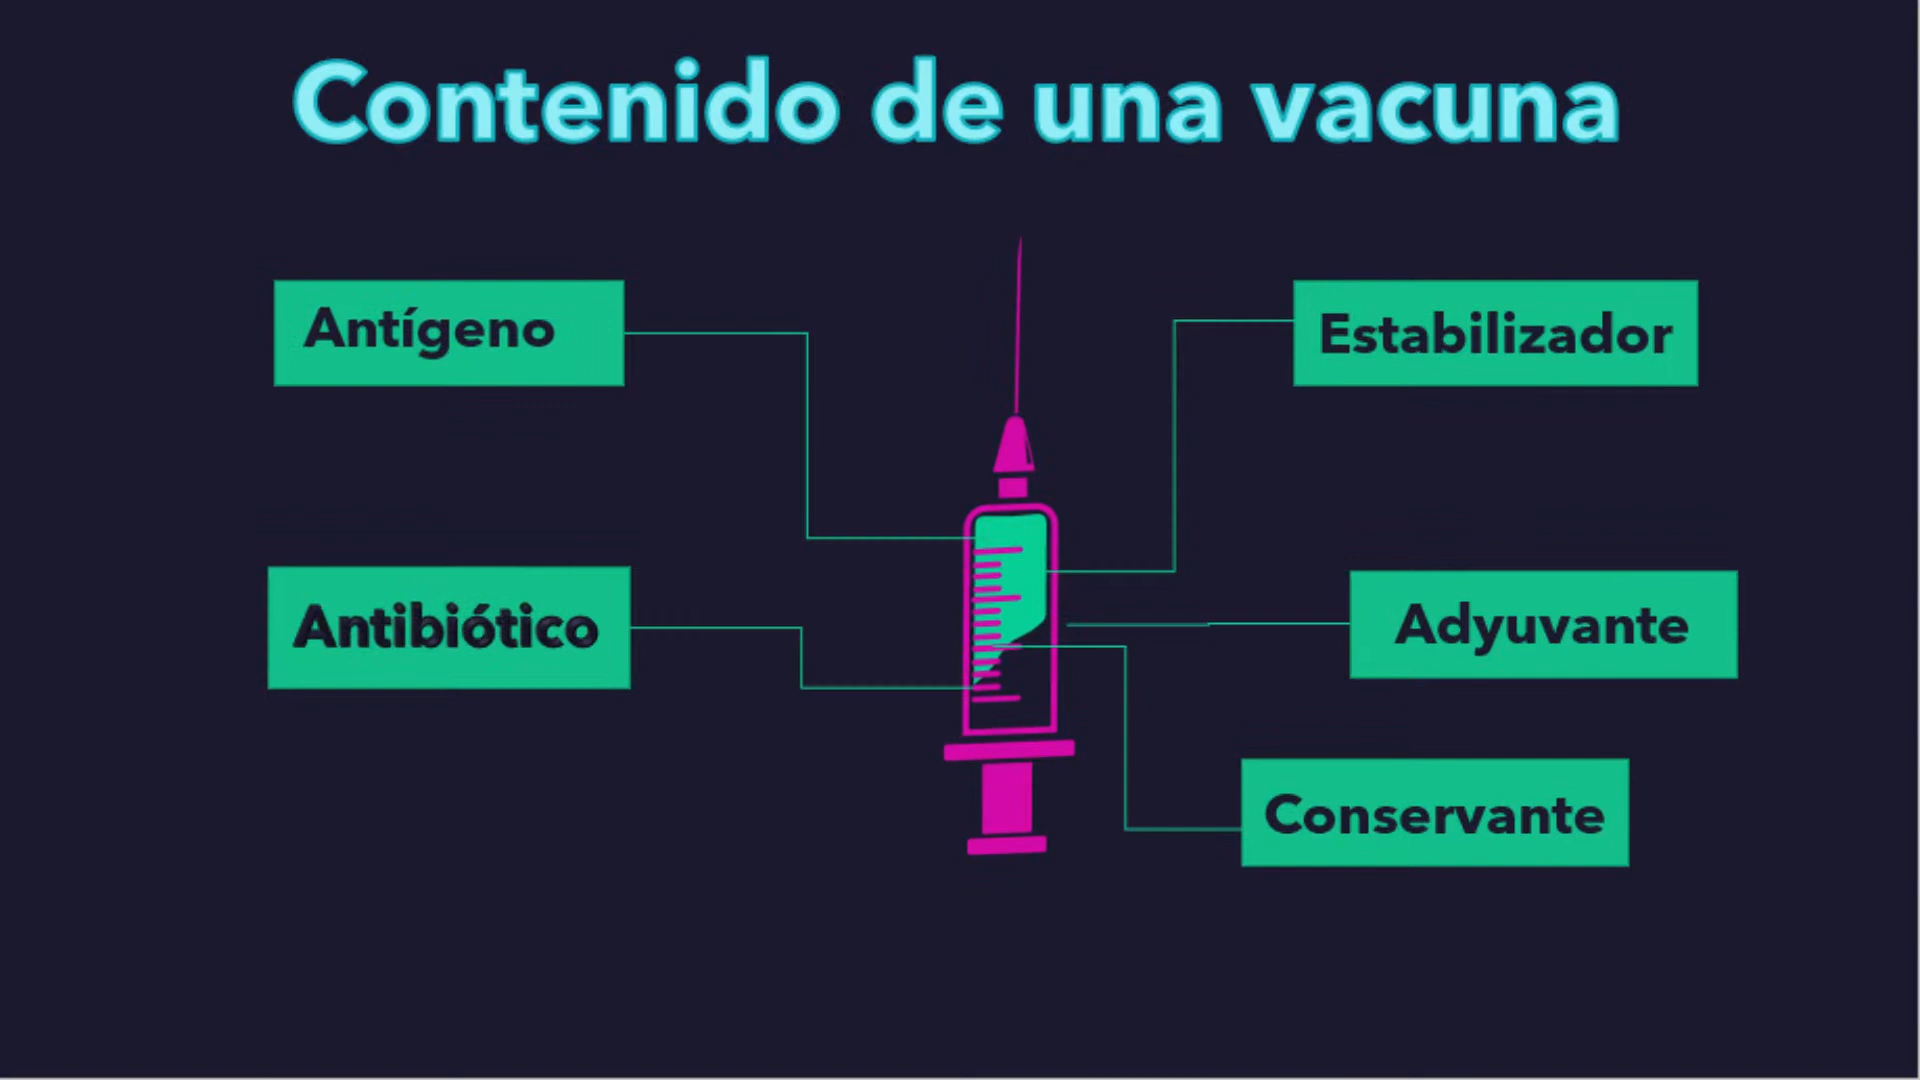 Contenido de una vacuna
Antígeno
Estabilizador
Antibiótico
Adyuvante
Conservante